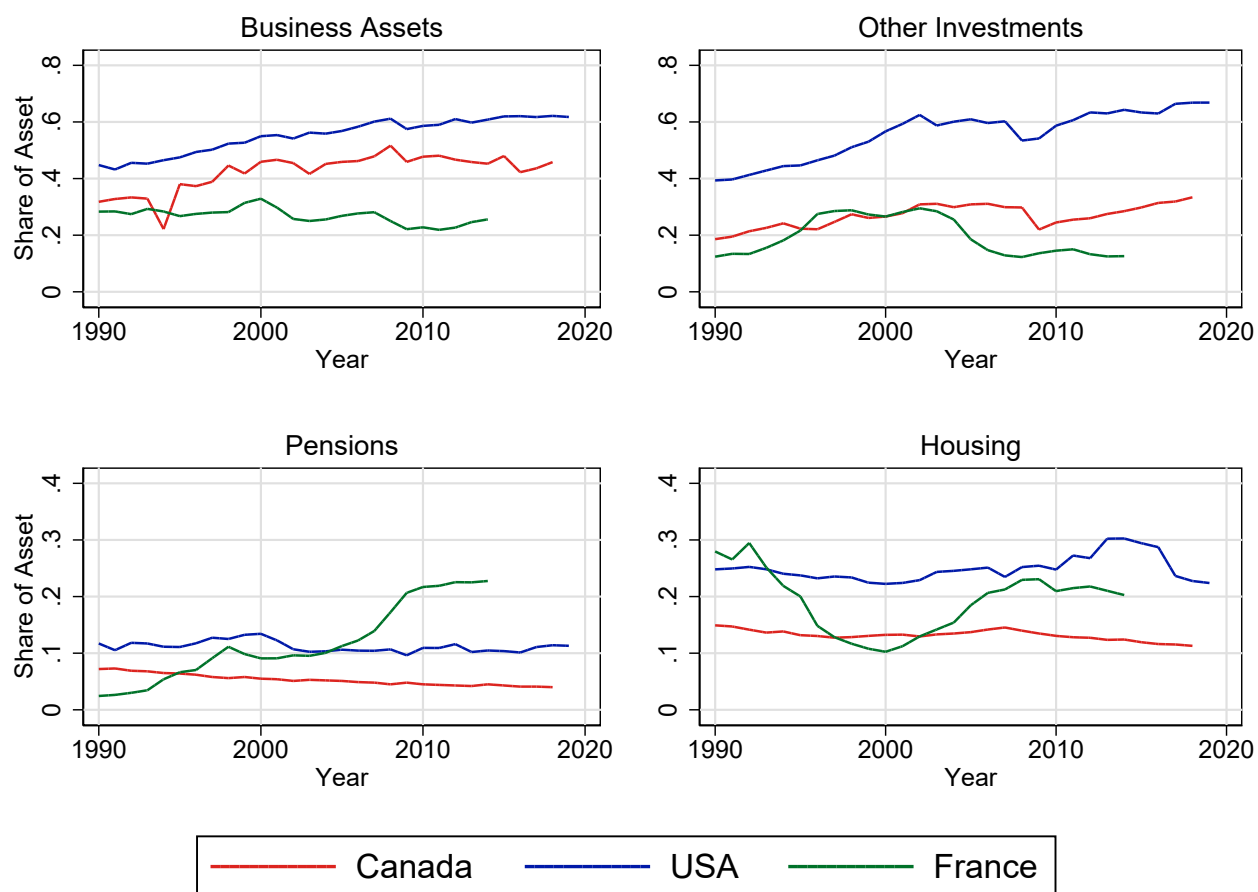 Business Assets
Other Investments
Share of Asset
.8
.6
.4
.2
0
1990 2000 2010 2020
Year
.8
.6
.4
.2
0
1990 2000 2010 2020
Year
Pensions
Housing
Share of Asset
.4
.3
.2
.1
0
1990 2000 2010 2020
Year
.4
.3
.2
.1
0
1990 2000 2010 2020
Year
Canada USA France